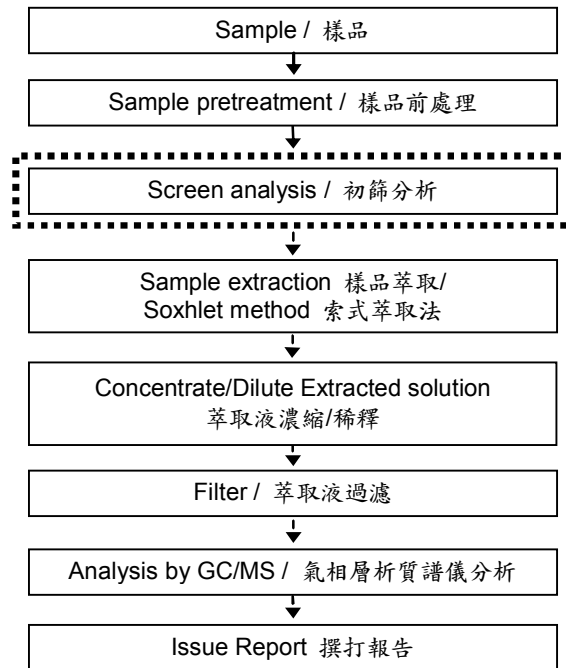 Sample / 樣品
Sample pretreatment / 樣品前處理
Screen analysis / 初篩分析
Sample extraction 樣品萃取/
Soxhlet method 索式萃取法
Concentrate/Dilute Extracted solution
萃取液濃縮/稀釋
Filter / 萃取液過濾
Analysis by GC/MS / 氣相層析質譜儀分析
Issue Report 撰打報告